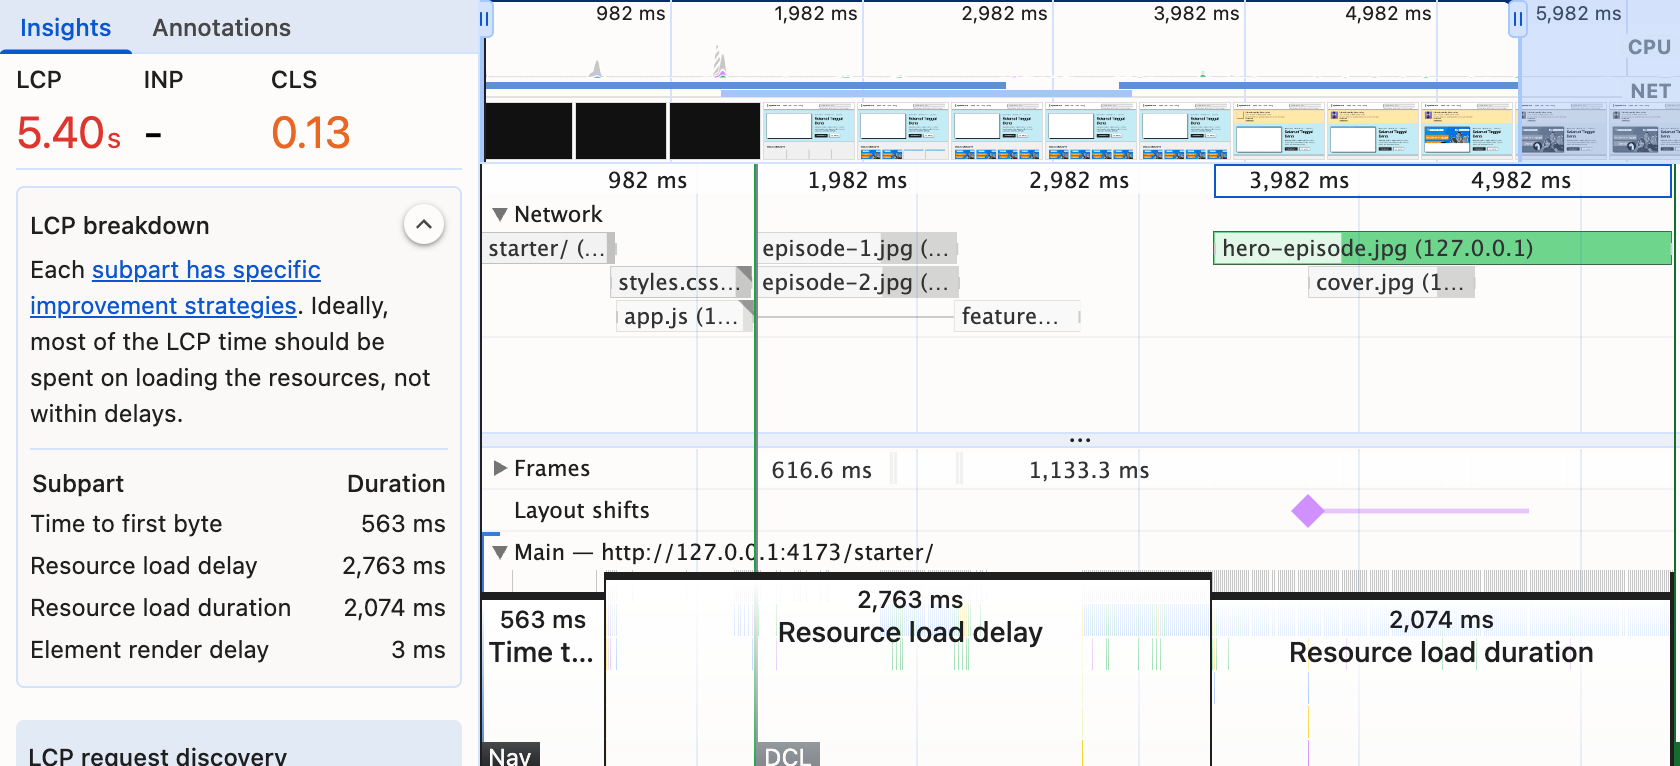 Insights
Annotations
LCP
INP
CLS
5.40 s
-
0.13
LCP breakdown
Each subpart has specific
improvement strategies. Ideally,
most of the LCP time should be
spent on loading the resources, not
within delays.
Subpart Duration
Time to first byte 563 ms
Resource load delay 2,763 ms
Resource load duration 2,074 ms
Element render delay 3 ms
LCP request discovery
982 ms 1,982 ms 2,982 ms 3,982 ms 4,982 ms 5,982 ms
CPU
NET
982 ms 1,982 ms 2,982 ms 3,982 ms 4,982 ms
Network
starter/ (... episode-1.jpg (... hero-episode.jpg (127.0.0.1)
styles.css... episode-2.jpg (... cover.jpg (1...
app.js (1... feature...
...
Frames 616.6 ms 1,133.3 ms
Layout shifts
Main — http://127.0.0.1:4173/starter/
563 ms 2,763 ms 2,074 ms
Time t... Resource load delay Resource load duration
Nav DCL